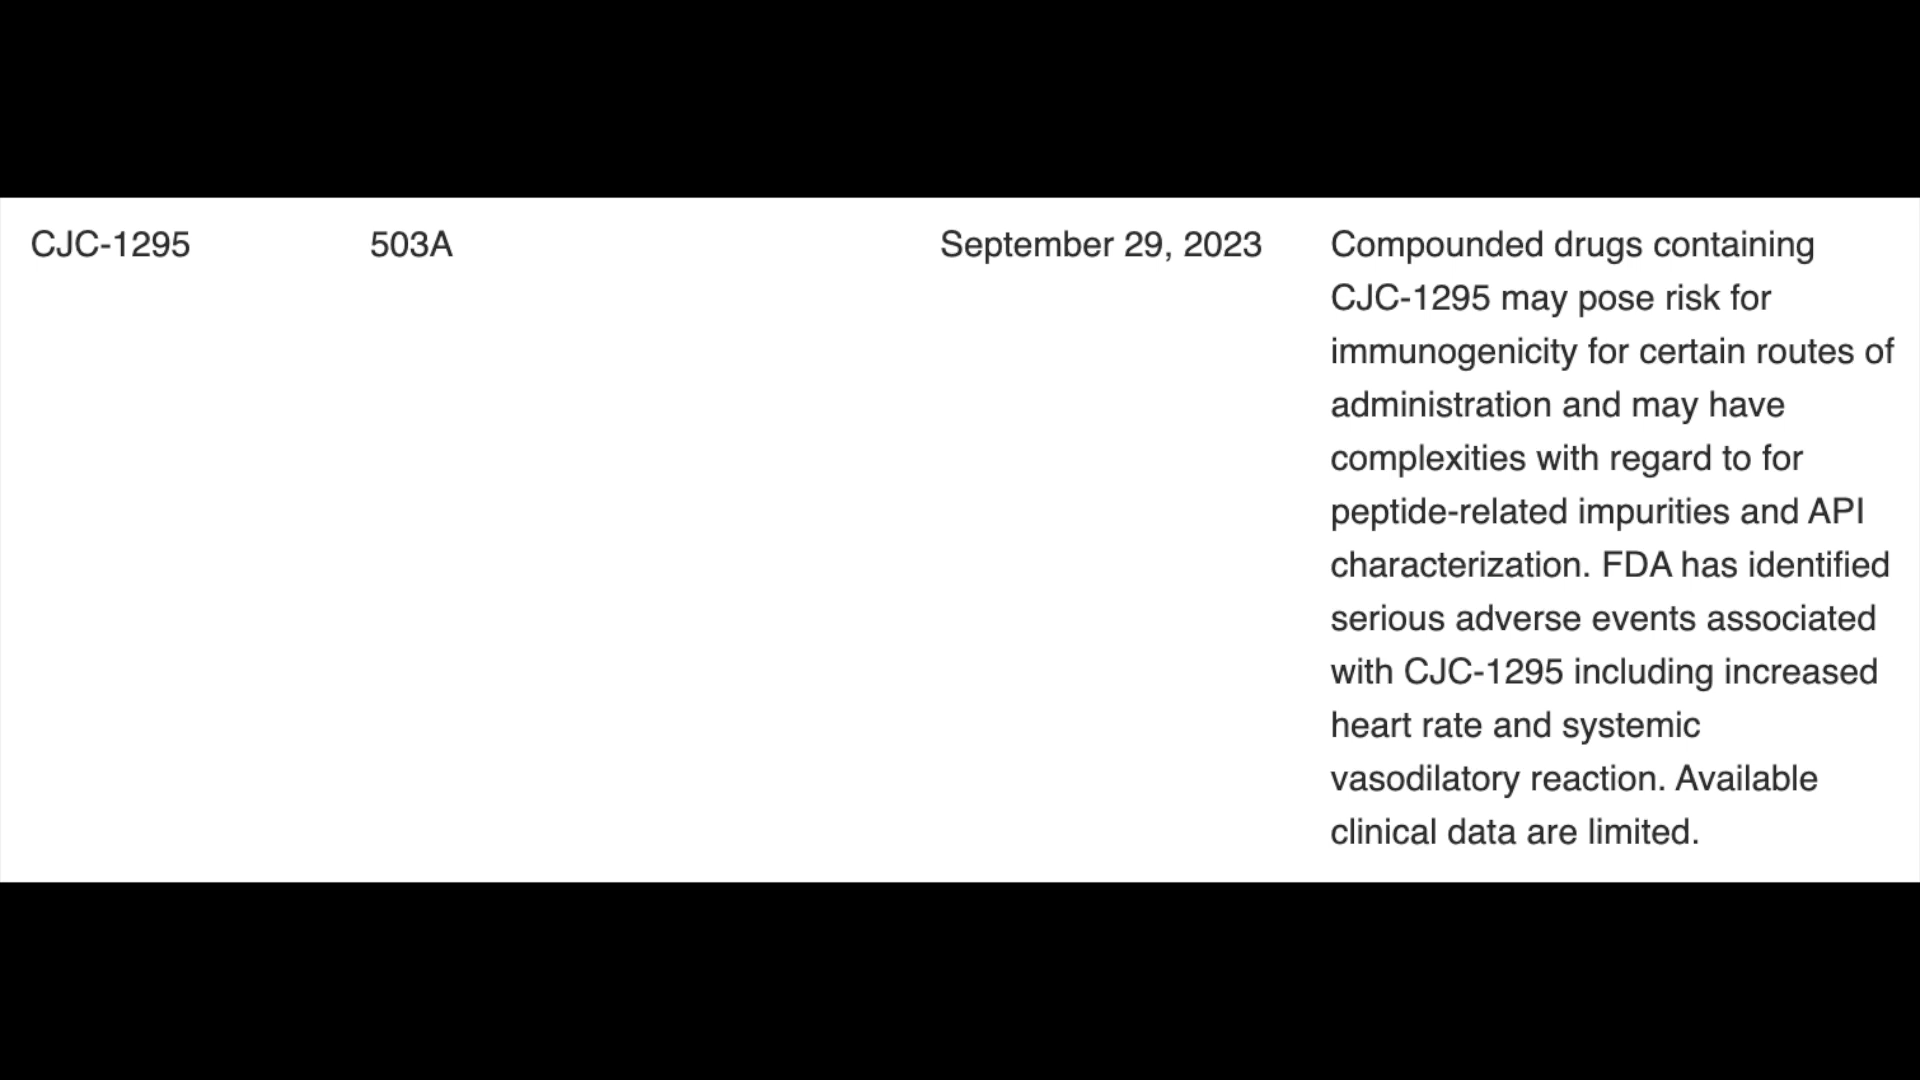 CJC-1295 503A September 29, 2023 Compounded drugs containing
CJC-1295 may pose risk for
immunogenicity for certain routes of
administration and may have
complexities with regard to for
peptide-related impurities and API
characterization. FDA has identified
serious adverse events associated
with CJC-1295 including increased
heart rate and systemic
vasodilatory reaction. Available
clinical data are limited.